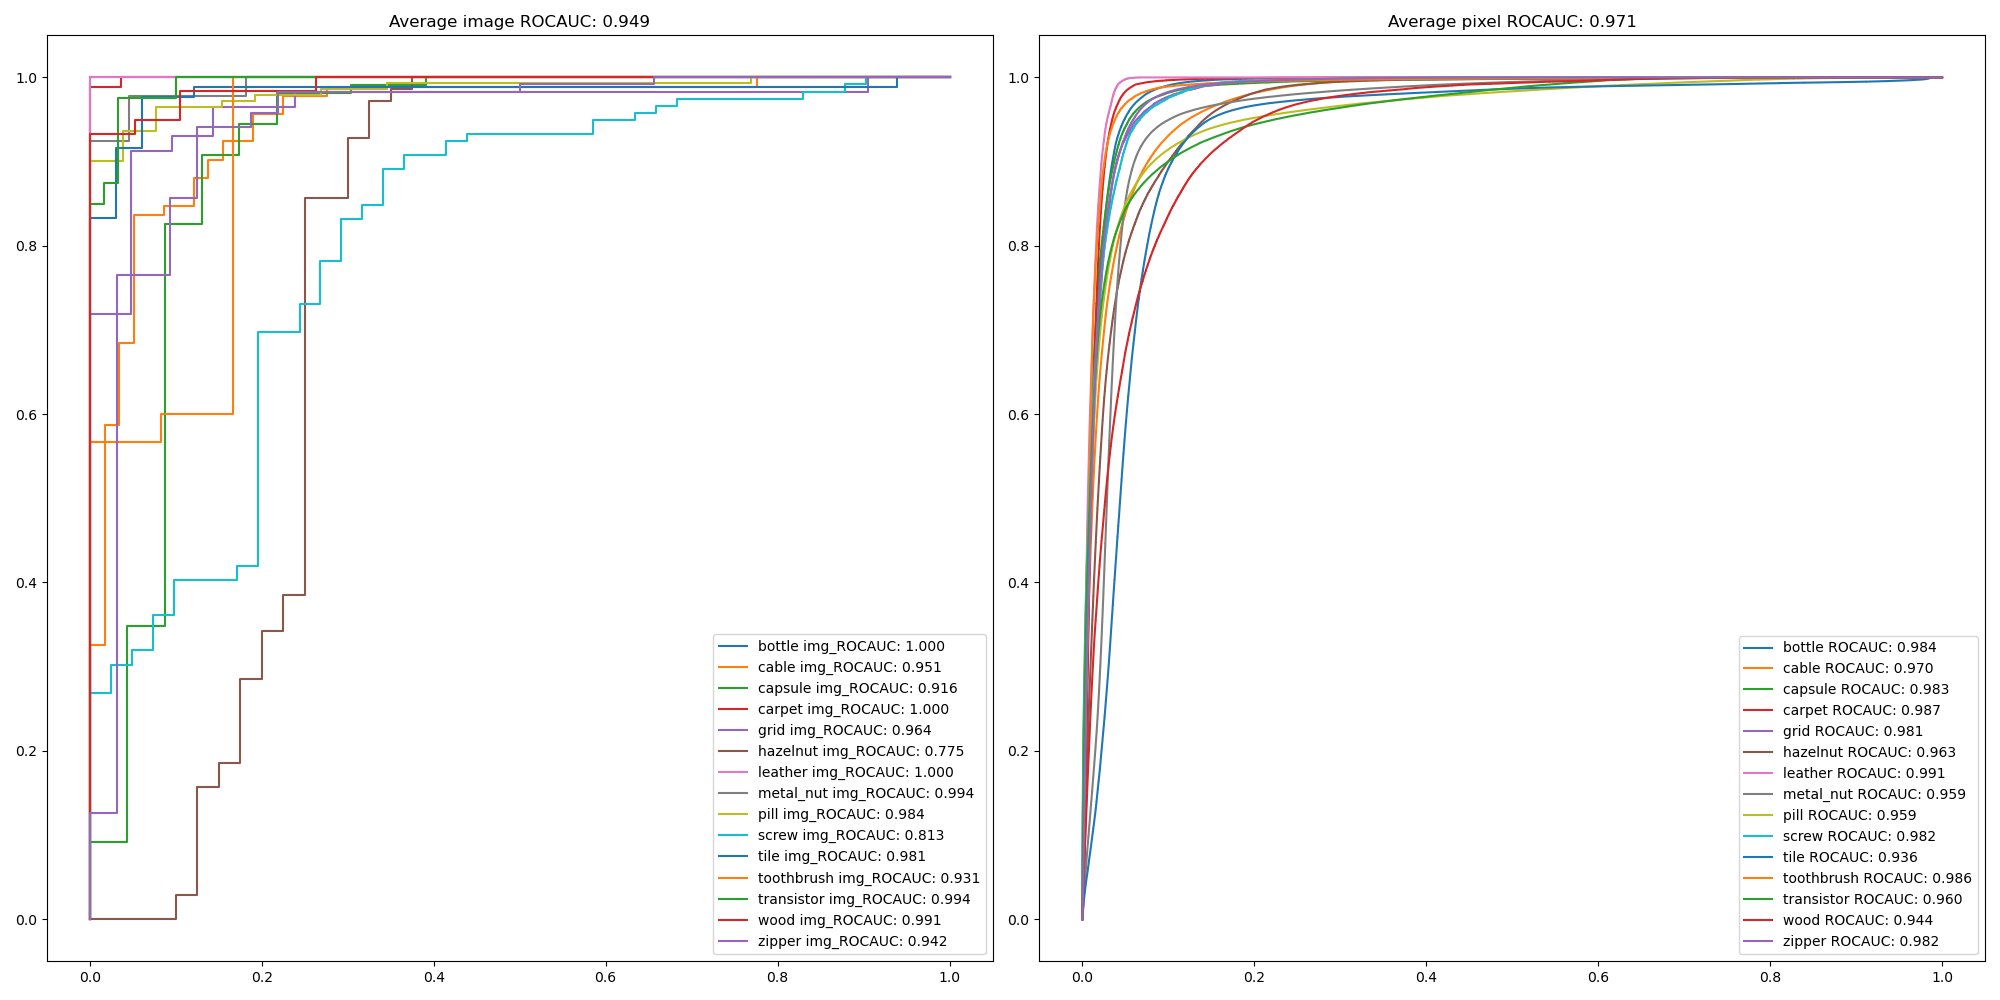 Average image ROCAUC: 0.949
1.0
0.8
0.6
0.4
0.2
0.0
0.0 0.2 0.4 0.6 0.8 1.0
bottle img_ROCAUC: 1.000
cable img_ROCAUC: 0.951
capsule img_ROCAUC: 0.916
carpet img_ROCAUC: 1.000
grid img_ROCAUC: 0.964
hazelnut img_ROCAUC: 0.775
leather img_ROCAUC: 1.000
metal_nut img_ROCAUC: 0.994
pill img_ROCAUC: 0.984
screw img_ROCAUC: 0.813
tile img_ROCAUC: 0.981
toothbrush img_ROCAUC: 0.931
transistor img_ROCAUC: 0.994
wood img_ROCAUC: 0.991
zipper img_ROCAUC: 0.942
Average pixel ROCAUC: 0.971
1.0
0.8
0.6
0.4
0.2
0.0
0.0 0.2 0.4 0.6 0.8 1.0
bottle ROCAUC: 0.984
cable ROCAUC: 0.970
capsule ROCAUC: 0.983
carpet ROCAUC: 0.987
grid ROCAUC: 0.981
hazelnut ROCAUC: 0.963
leather ROCAUC: 0.991
metal_nut ROCAUC: 0.959
pill ROCAUC: 0.959
screw ROCAUC: 0.982
tile ROCAUC: 0.936
toothbrush ROCAUC: 0.986
transistor ROCAUC: 0.960
wood ROCAUC: 0.944
zipper ROCAUC: 0.982